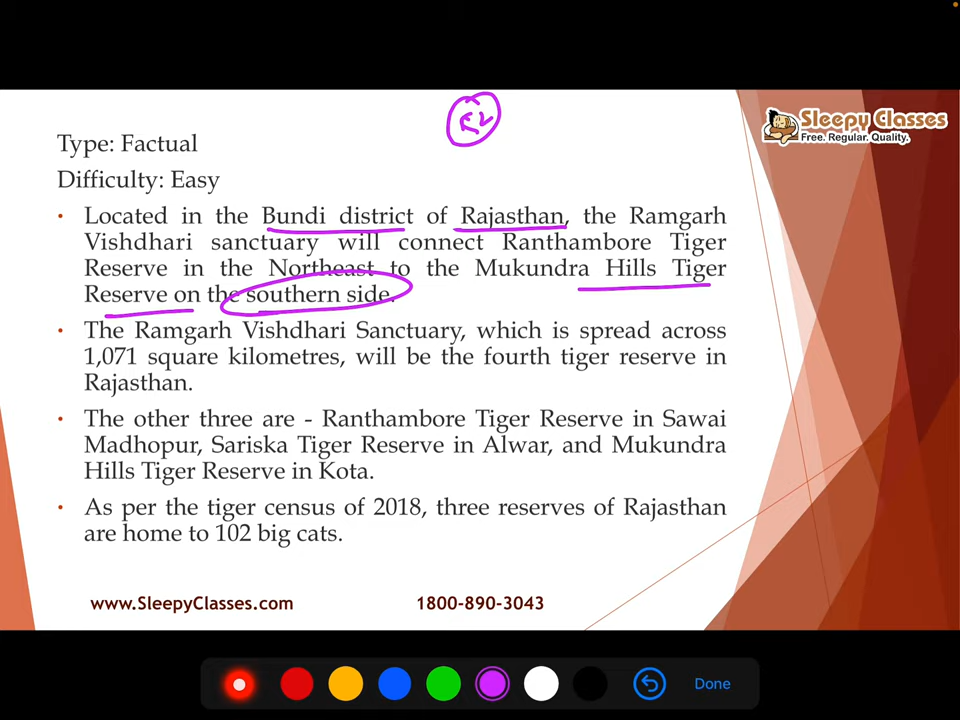 Sleepy Classes
Free. Regular. Quality.
Type: Factual
Difficulty: Easy
• Located in the Bundi district of Rajasthan, the Ramgarh
Vishdhari sanctuary will connect Ranthambore Tiger
Reserve in the Northeast to the Mukundra Hills Tiger
Reserve on the southern side.
• The Ramgarh Vishdhari Sanctuary, which is spread across
1,071 square kilometres, will be the fourth tiger reserve in
Rajasthan.
• The other three are - Ranthambore Tiger Reserve in Sawai
Madhopur, Sariska Tiger Reserve in Alwar, and Mukundra
Hills Tiger Reserve in Kota.
• As per the tiger census of 2018, three reserves of Rajasthan
are home to 102 big cats.
www.SleepyClasses.com 1800-890-3043
Done